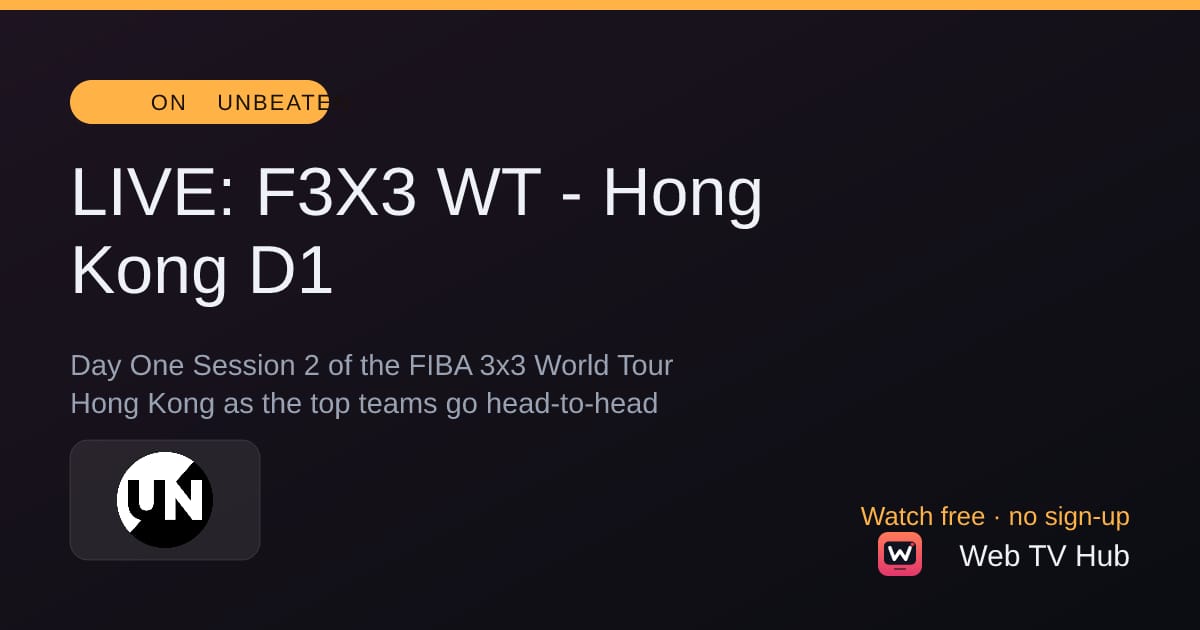 ON UNBEATEN
LIVE: F3X3 WT - Hong
Kong D1
Day One Session 2 of the FIBA 3x3 World Tour
Hong Kong as the top teams go head-to-head
UN
Watch free · no sign-up
W Web TV Hub